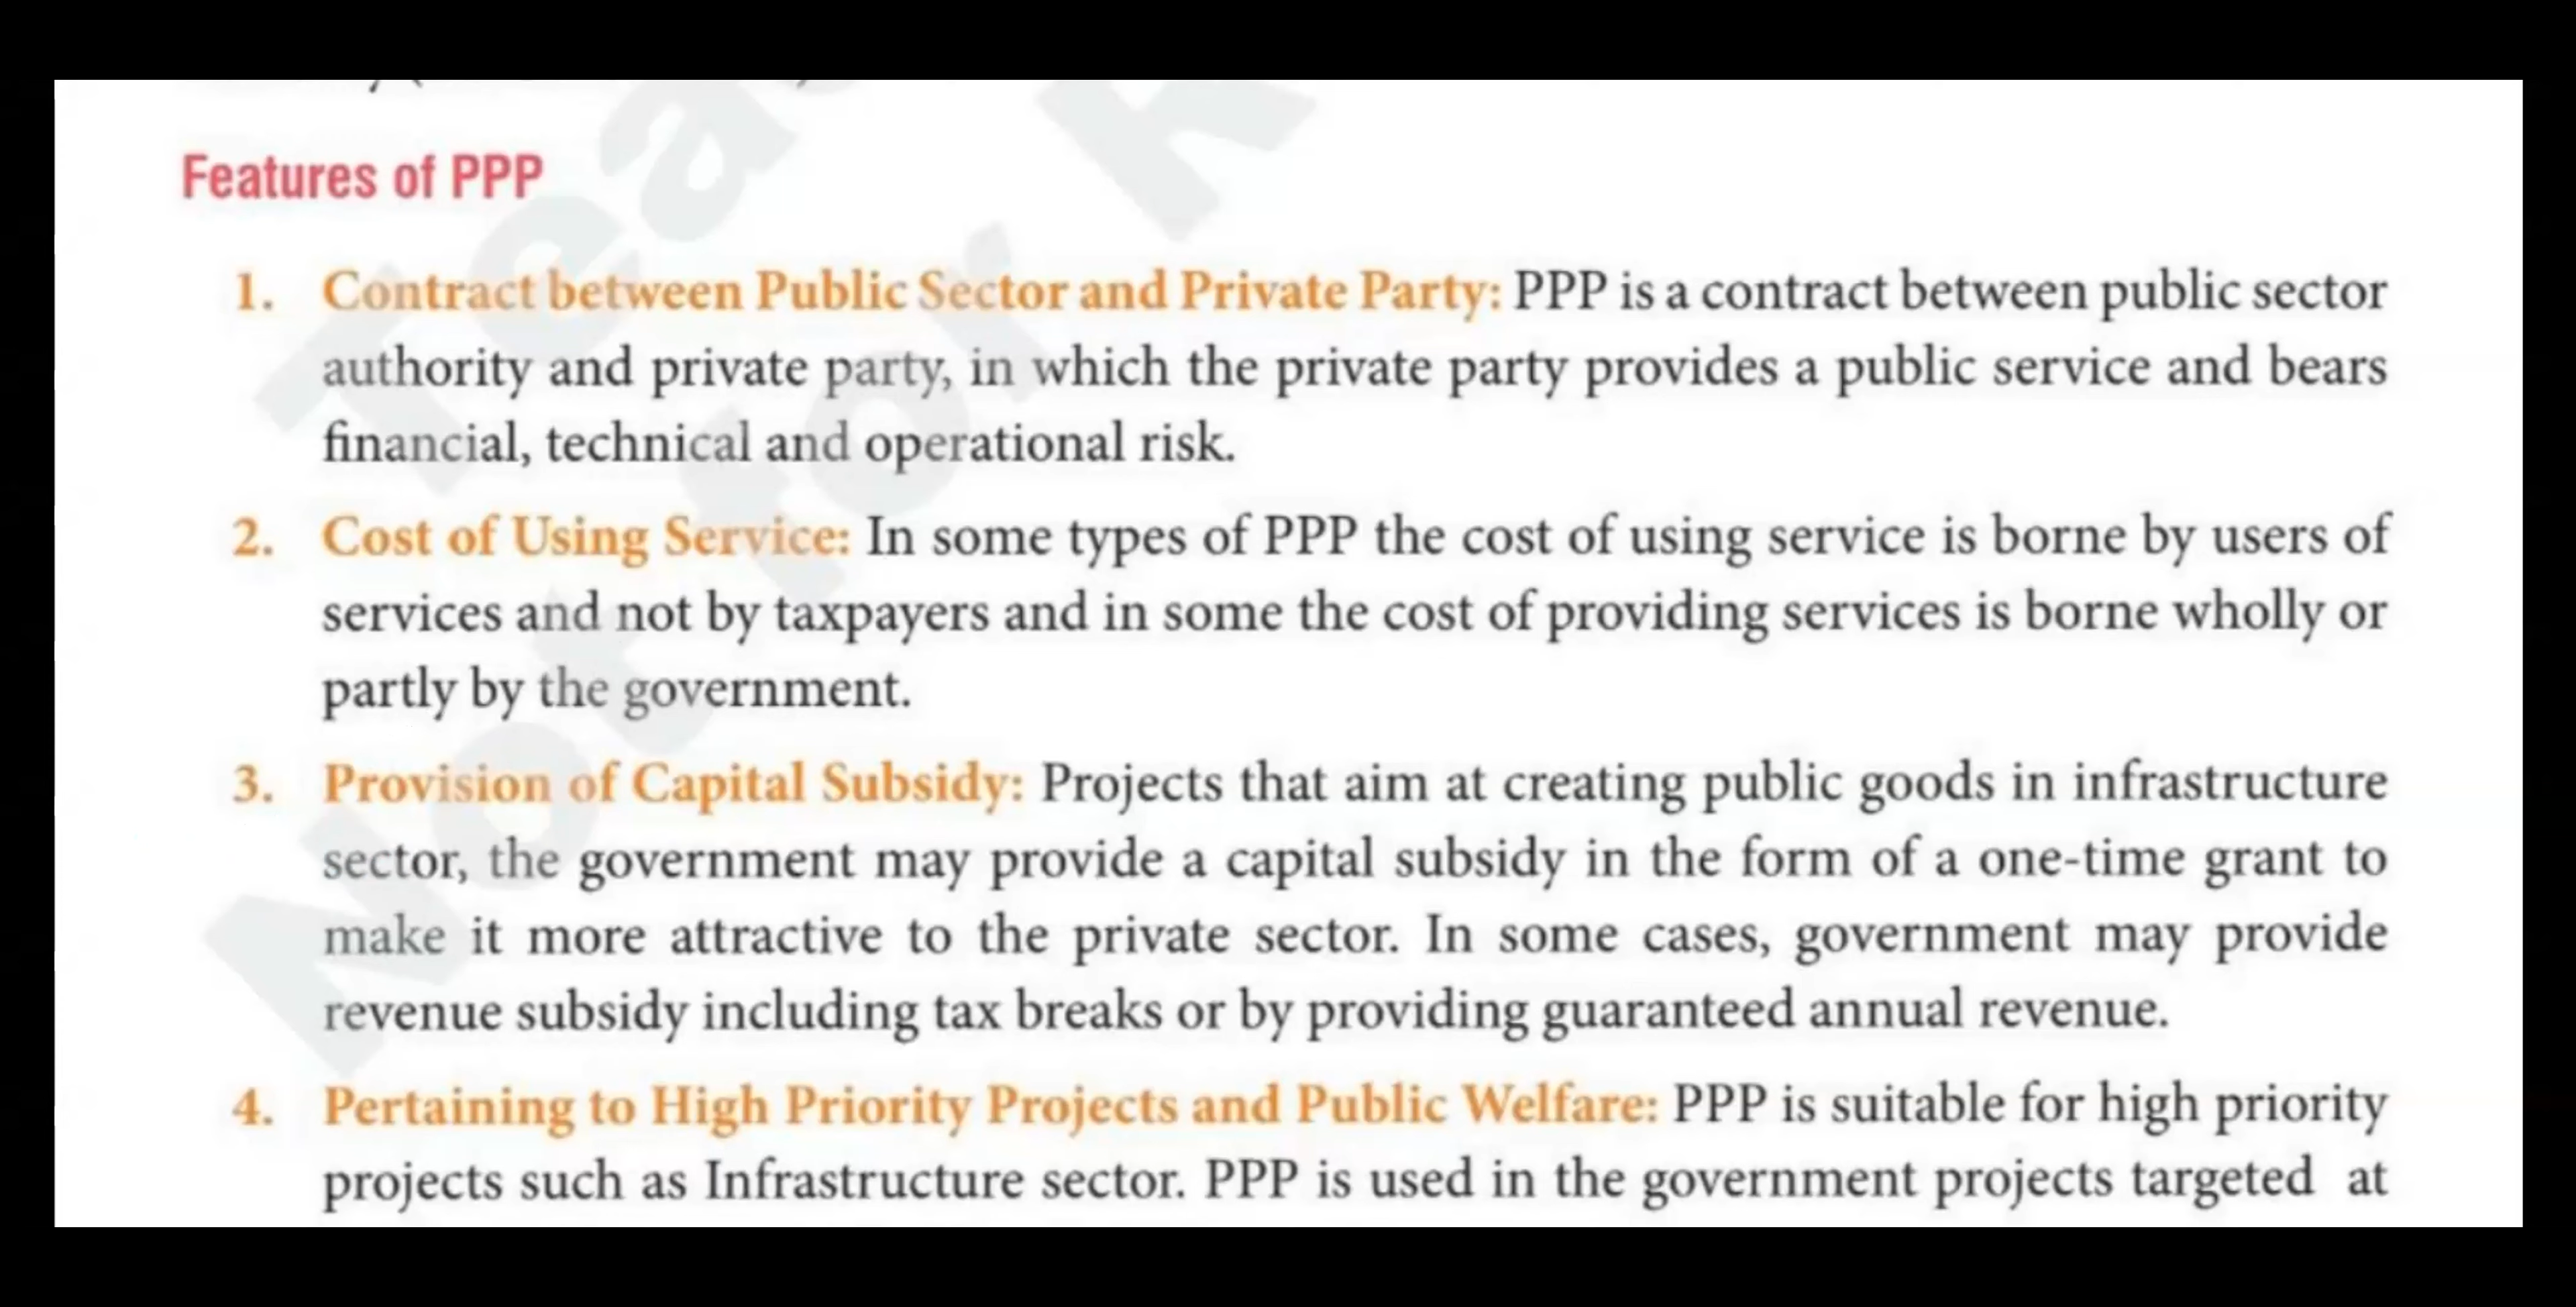 Features of PPP
1. Contract between Public Sector and Private Party: PPP is a contract between public sector
authority and private party, in which the private party provides a public service and bears
financial, technical and operational risk.
2. Cost of Using Service: In some types of PPP the cost of using service is borne by users of
services and not by taxpayers and in some the cost of providing services is borne wholly or
partly by the government.
3. Provision of Capital Subsidy: Projects that aim at creating public goods in infrastructure
sector, the government may provide a capital subsidy in the form of a one-time grant to
make it more attractive to the private sector. In some cases, government may provide
revenue subsidy including tax breaks or by providing guaranteed annual revenue.
4. Pertaining to High Priority Projects and Public Welfare: PPP is suitable for high priority
projects such as Infrastructure sector. PPP is used in the government projects targeted at
Not for